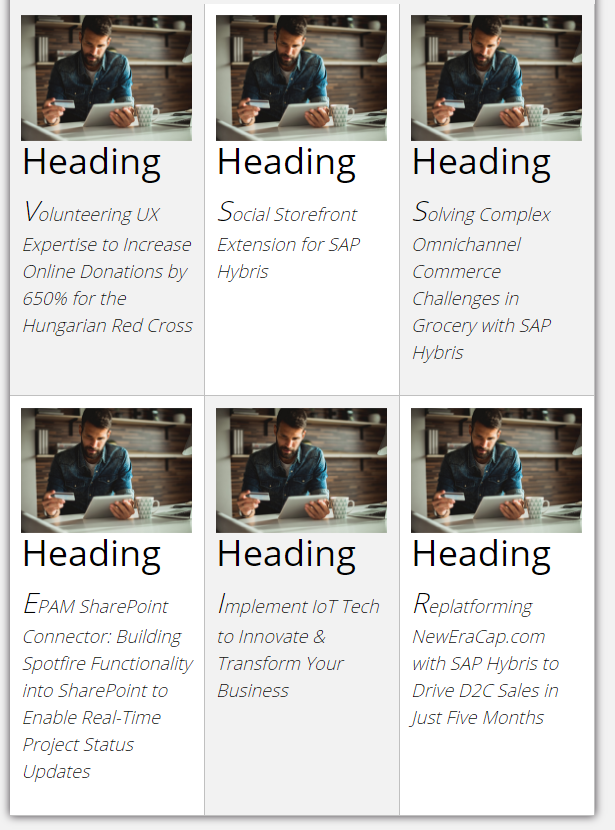 Heading
Volunteering UX
Expertise to Increase
Online Donations by
650% for the
Hungarian Red Cross
Heading
Social Storefront
Extension for SAP
Hybris
Heading
Solving Complex
Omnichannel
Commerce
Challenges in
Grocery with SAP
Hybris
Heading
EPAM SharePoint
Connector: Building
Spotfire Functionality
into SharePoint to
Enable Real-Time
Project Status
Updates
Heading
Implement IoT Tech
to Innovate &
Transform Your
Business
Heading
Replatforming
NewEraCap.com
with SAP Hybris to
Drive D2C Sales in
Just Five Months